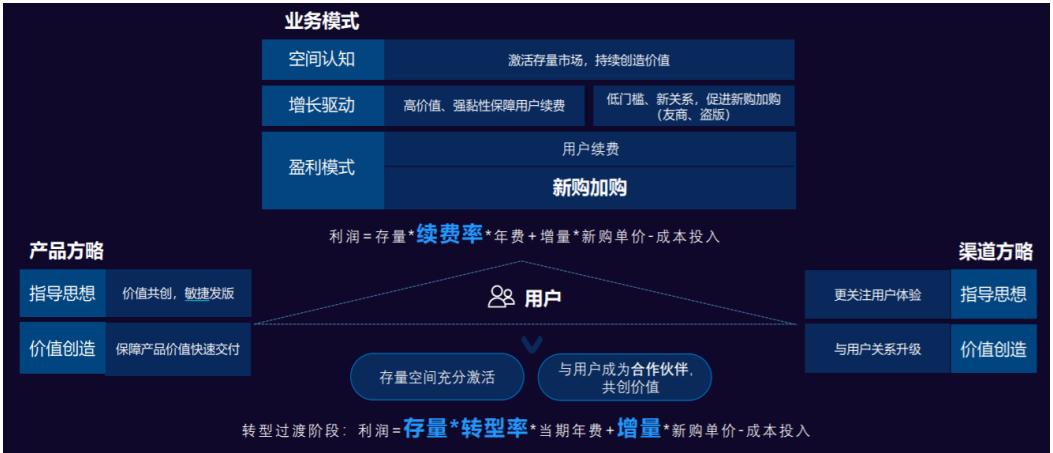 业务模式
空间认知
激活存量市场，持续创造价值
增长驱动
高价值、强黏性保障用户续费
低门槛、新关系，促进新购加购
（友商、盗版）
盈利模式
用户续费
新购加购
利润=存量*续费率*年费+增量*新购单价-成本投入
产品方略
指导思想
价值共创，敏捷发版
价值创造
保障产品价值快速交付
用户
渠道方略
更关注用户体验
指导思想
与用户关系升级
价值创造
存量空间充分激活
与用户成为合作伙伴，
共创价值
转型过渡阶段：利润=存量*转型率*当期年费+增量*新购单价-成本投入